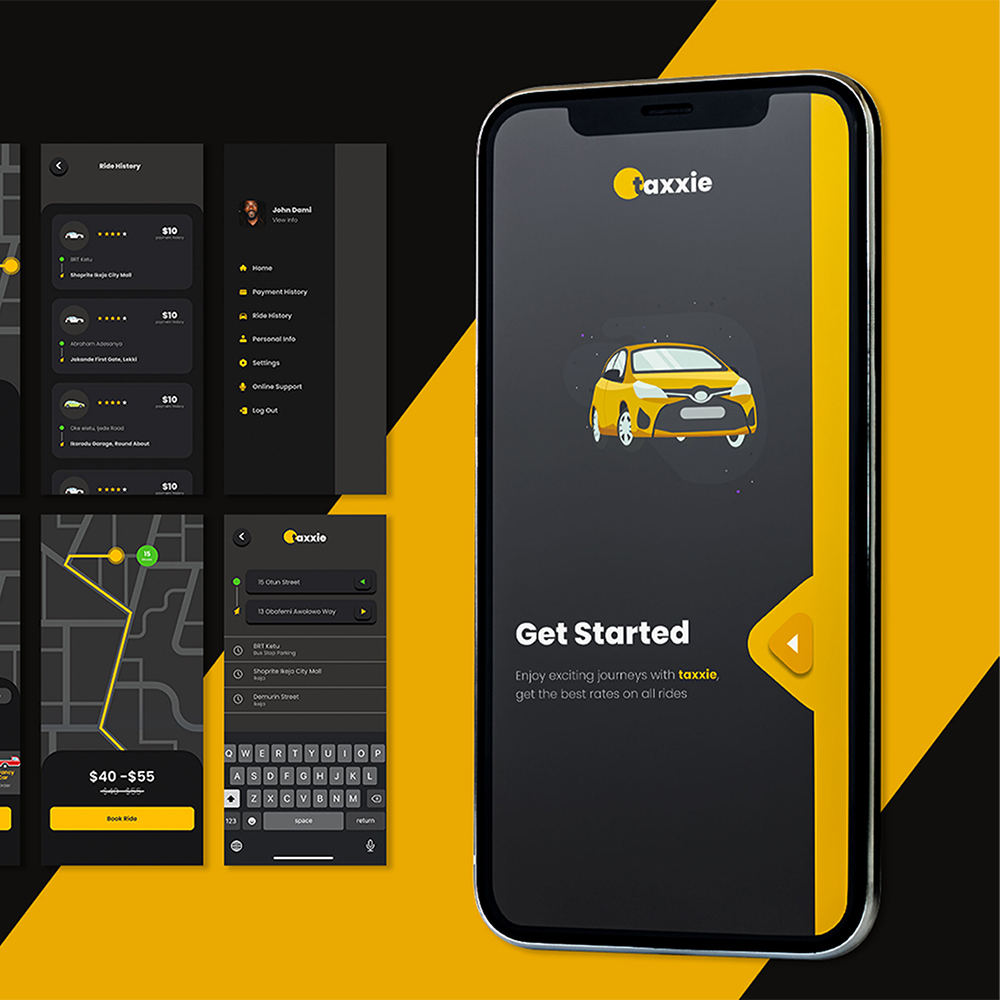 taxxie
Get Started
Enjoy exciting journeys with taxxie,
get the best rates on all rides
Ride History
$10
payment history
BRT Ketu
Shoprite Ikeja City Mall
$10
payment history
Abraham Adesanya
Jakande First Gate, Lekki
$10
payment history
Oke eletu, Ijede Road
Ikorodu Garage, Round About
$10
payment history
John Dami
View Info
Home
Payment History
Ride History
Personal Info
Settings
Online Support
Log Out
15
$40 -$55
$40 -$55
Book Ride
taxxie
15 Otun Street
13 Obafemi Awolowo Way
BRT Ketu
Bus Stop Parking
Shoprite Ikeja City Mall
Ikeja
Demurin Street
Ikeja
Q W E R T Y U I O P
A S D F G H J K L
Z X C V B N M
123 space return